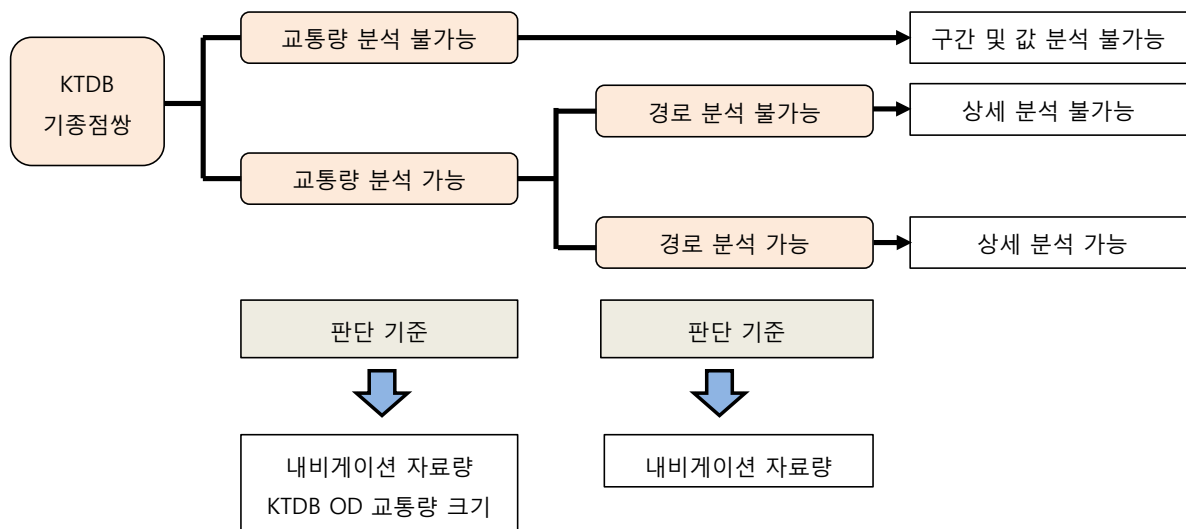 KTDB
기종점쌍
교통량 분석 불가능
구간 및 값 분석 불가능
경로 분석 불가능
상세 분석 불가능
교통량 분석 가능
경로 분석 가능
상세 분석 가능
판단 기준
판단 기준
내비게이션 자료량
KTDB OD 교통량 크기
내비게이션 자료량